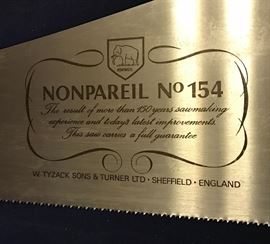 NONPAREIL No 154
The result of more than 150 years sawmaking
experience and today's latest improvements.
This saw carries a full guarantee
W. TYZACK SONS & TURNER LTD · SHEFFIELD · ENGLAND